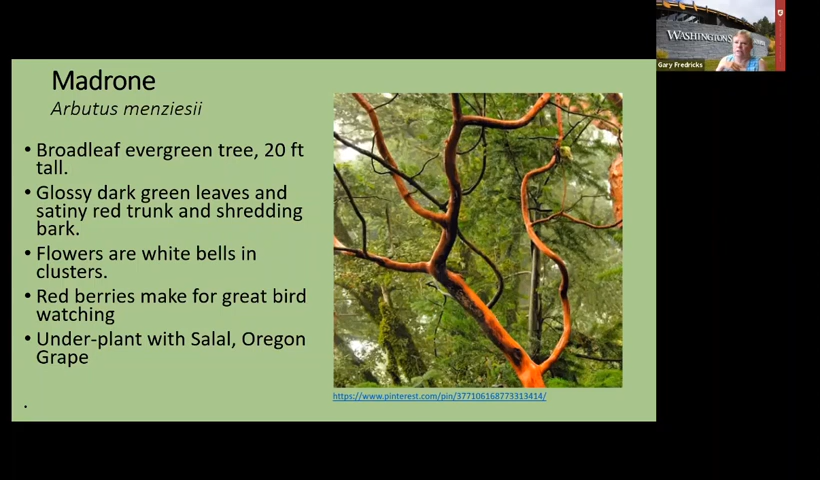 Madrone
Arbutus menziesii
• Broadleaf evergreen tree, 20 ft
tall.
• Glossy dark green leaves and
satiny red trunk and shredding
bark.
• Flowers are white bells in
clusters.
• Red berries make for great bird
watching
• Under-plant with Salal, Oregon
Grape
.
https://www.pinterest.com/pin/377106168773313414/
WASHINGTON
Gary Fredricks